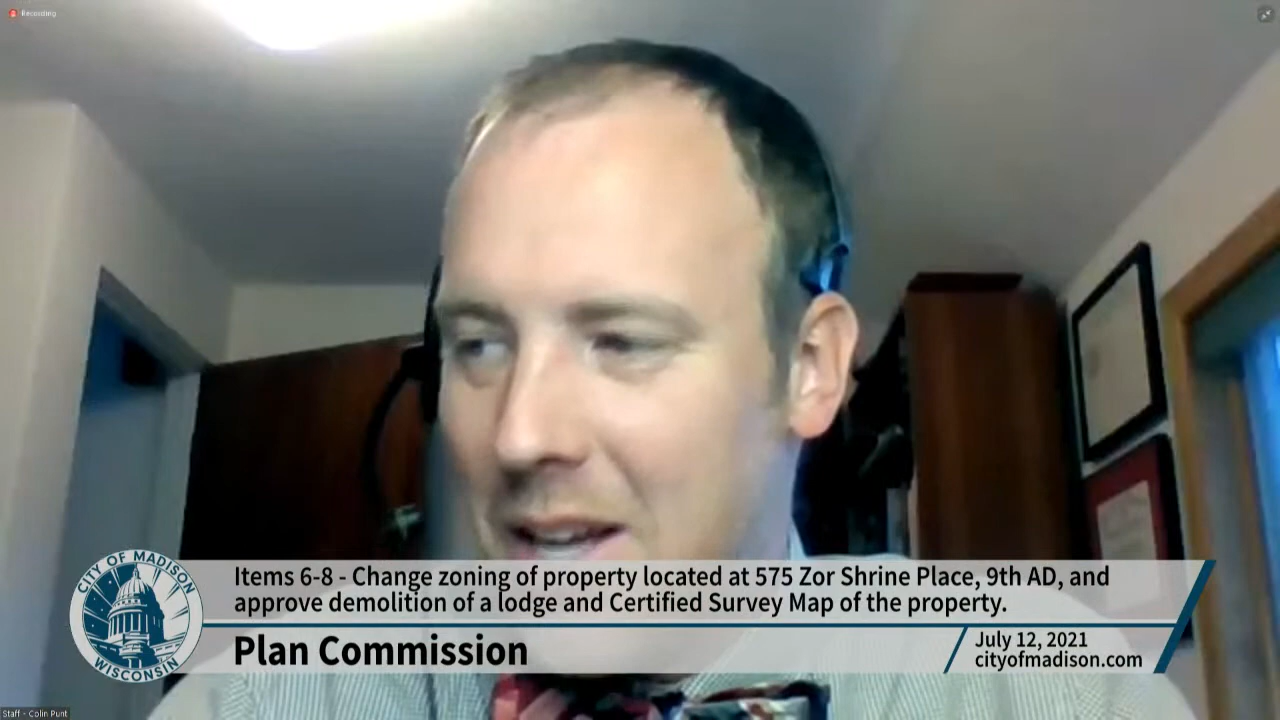 Recording
CITY OF MADISON
WISCONSIN
Items 6-8 - Change zoning of property located at 575 Zor Shrine Place, 9th AD, and
approve demolition of a lodge and Certified Survey Map of the property.
Plan Commission
July 12, 2021
cityofmadison.com
Staff - Colin Punt